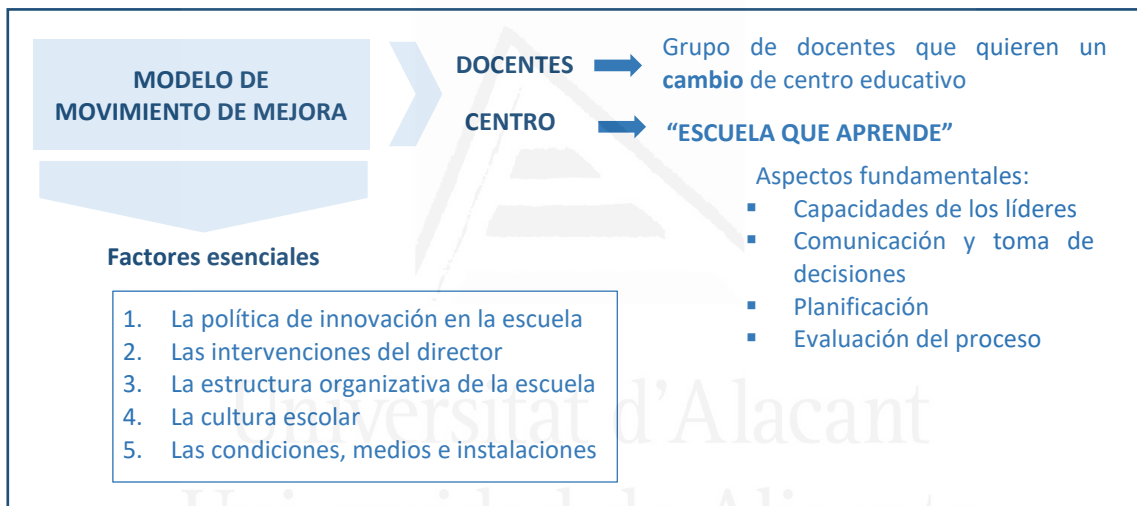 MODELO DE
MOVIMIENTO DE MEJORA
DOCENTES
Grupo de docentes que quieren un
cambio de centro educativo
CENTRO
“ESCUELA QUE APRENDE”
Aspectos fundamentales:
▪ Capacidades de los líderes
▪ Comunicación y toma de
decisiones
▪ Planificación
▪ Evaluación del proceso
Factores esenciales
1. La política de innovación en la escuela
2. Las intervenciones del director
3. La estructura organizativa de la escuela
4. La cultura escolar
5. Las condiciones, medios e instalaciones
Universitat d’Alacant